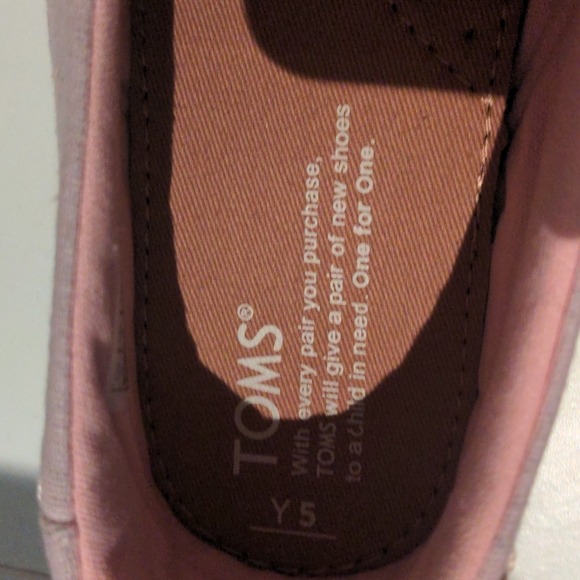 TOMS®
With every pair you purchase,
TOMS will give a pair of new shoes
to a child in need. One for One.
Y 5